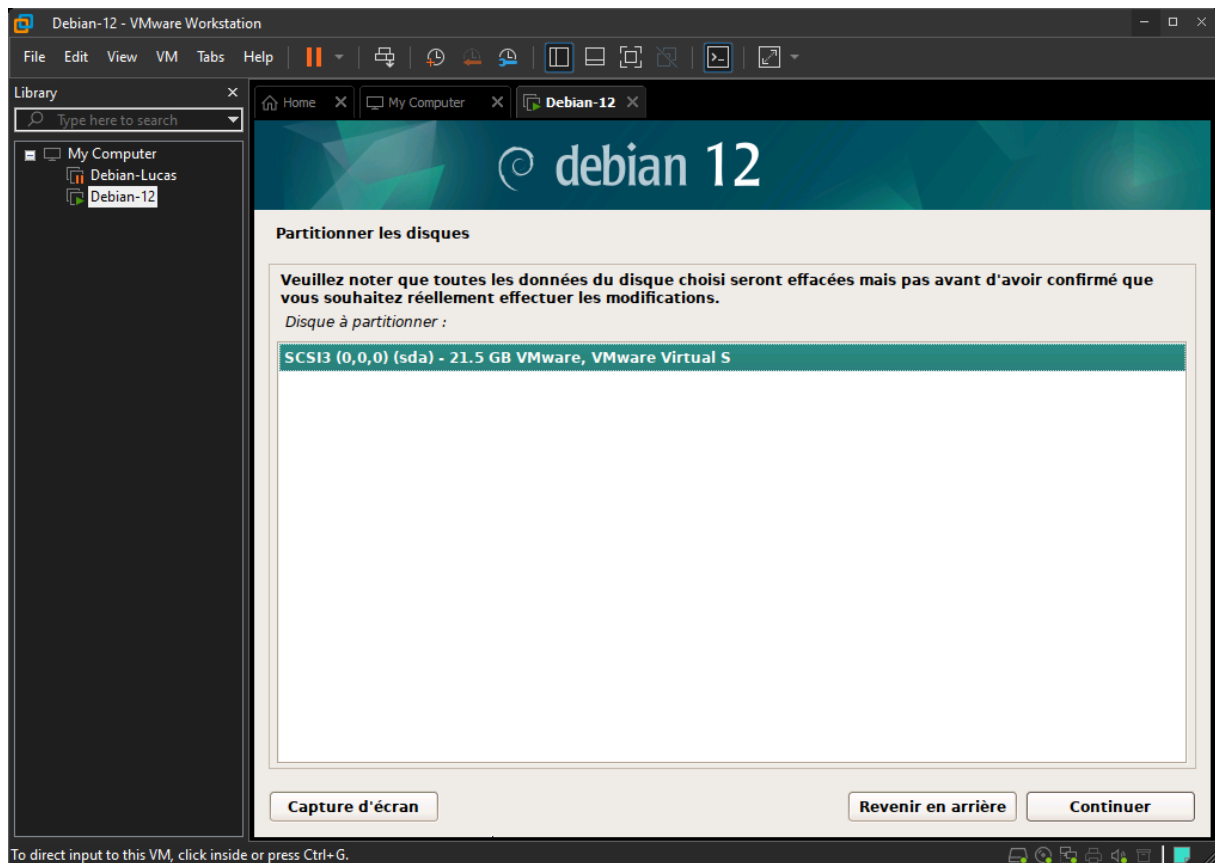 Debian-12 - VMware Workstation
File Edit View VM Tabs Help
Library
Type here to search
My Computer
Debian-Lucas
Debian-12
Home My Computer Debian-12
debian 12
Partitionner les disques
Veuillez noter que toutes les données du disque choisi seront effacées mais pas avant d'avoir confirmé que
vous souhaitez réellement effectuer les modifications.
Disque à partitionner :
SCSI3 (0,0,0) (sda) - 21.5 GB VMware, VMware Virtual S
Capture d'écran Revenir en arrière Continuer
To direct input to this VM, click inside or press Ctrl+G.